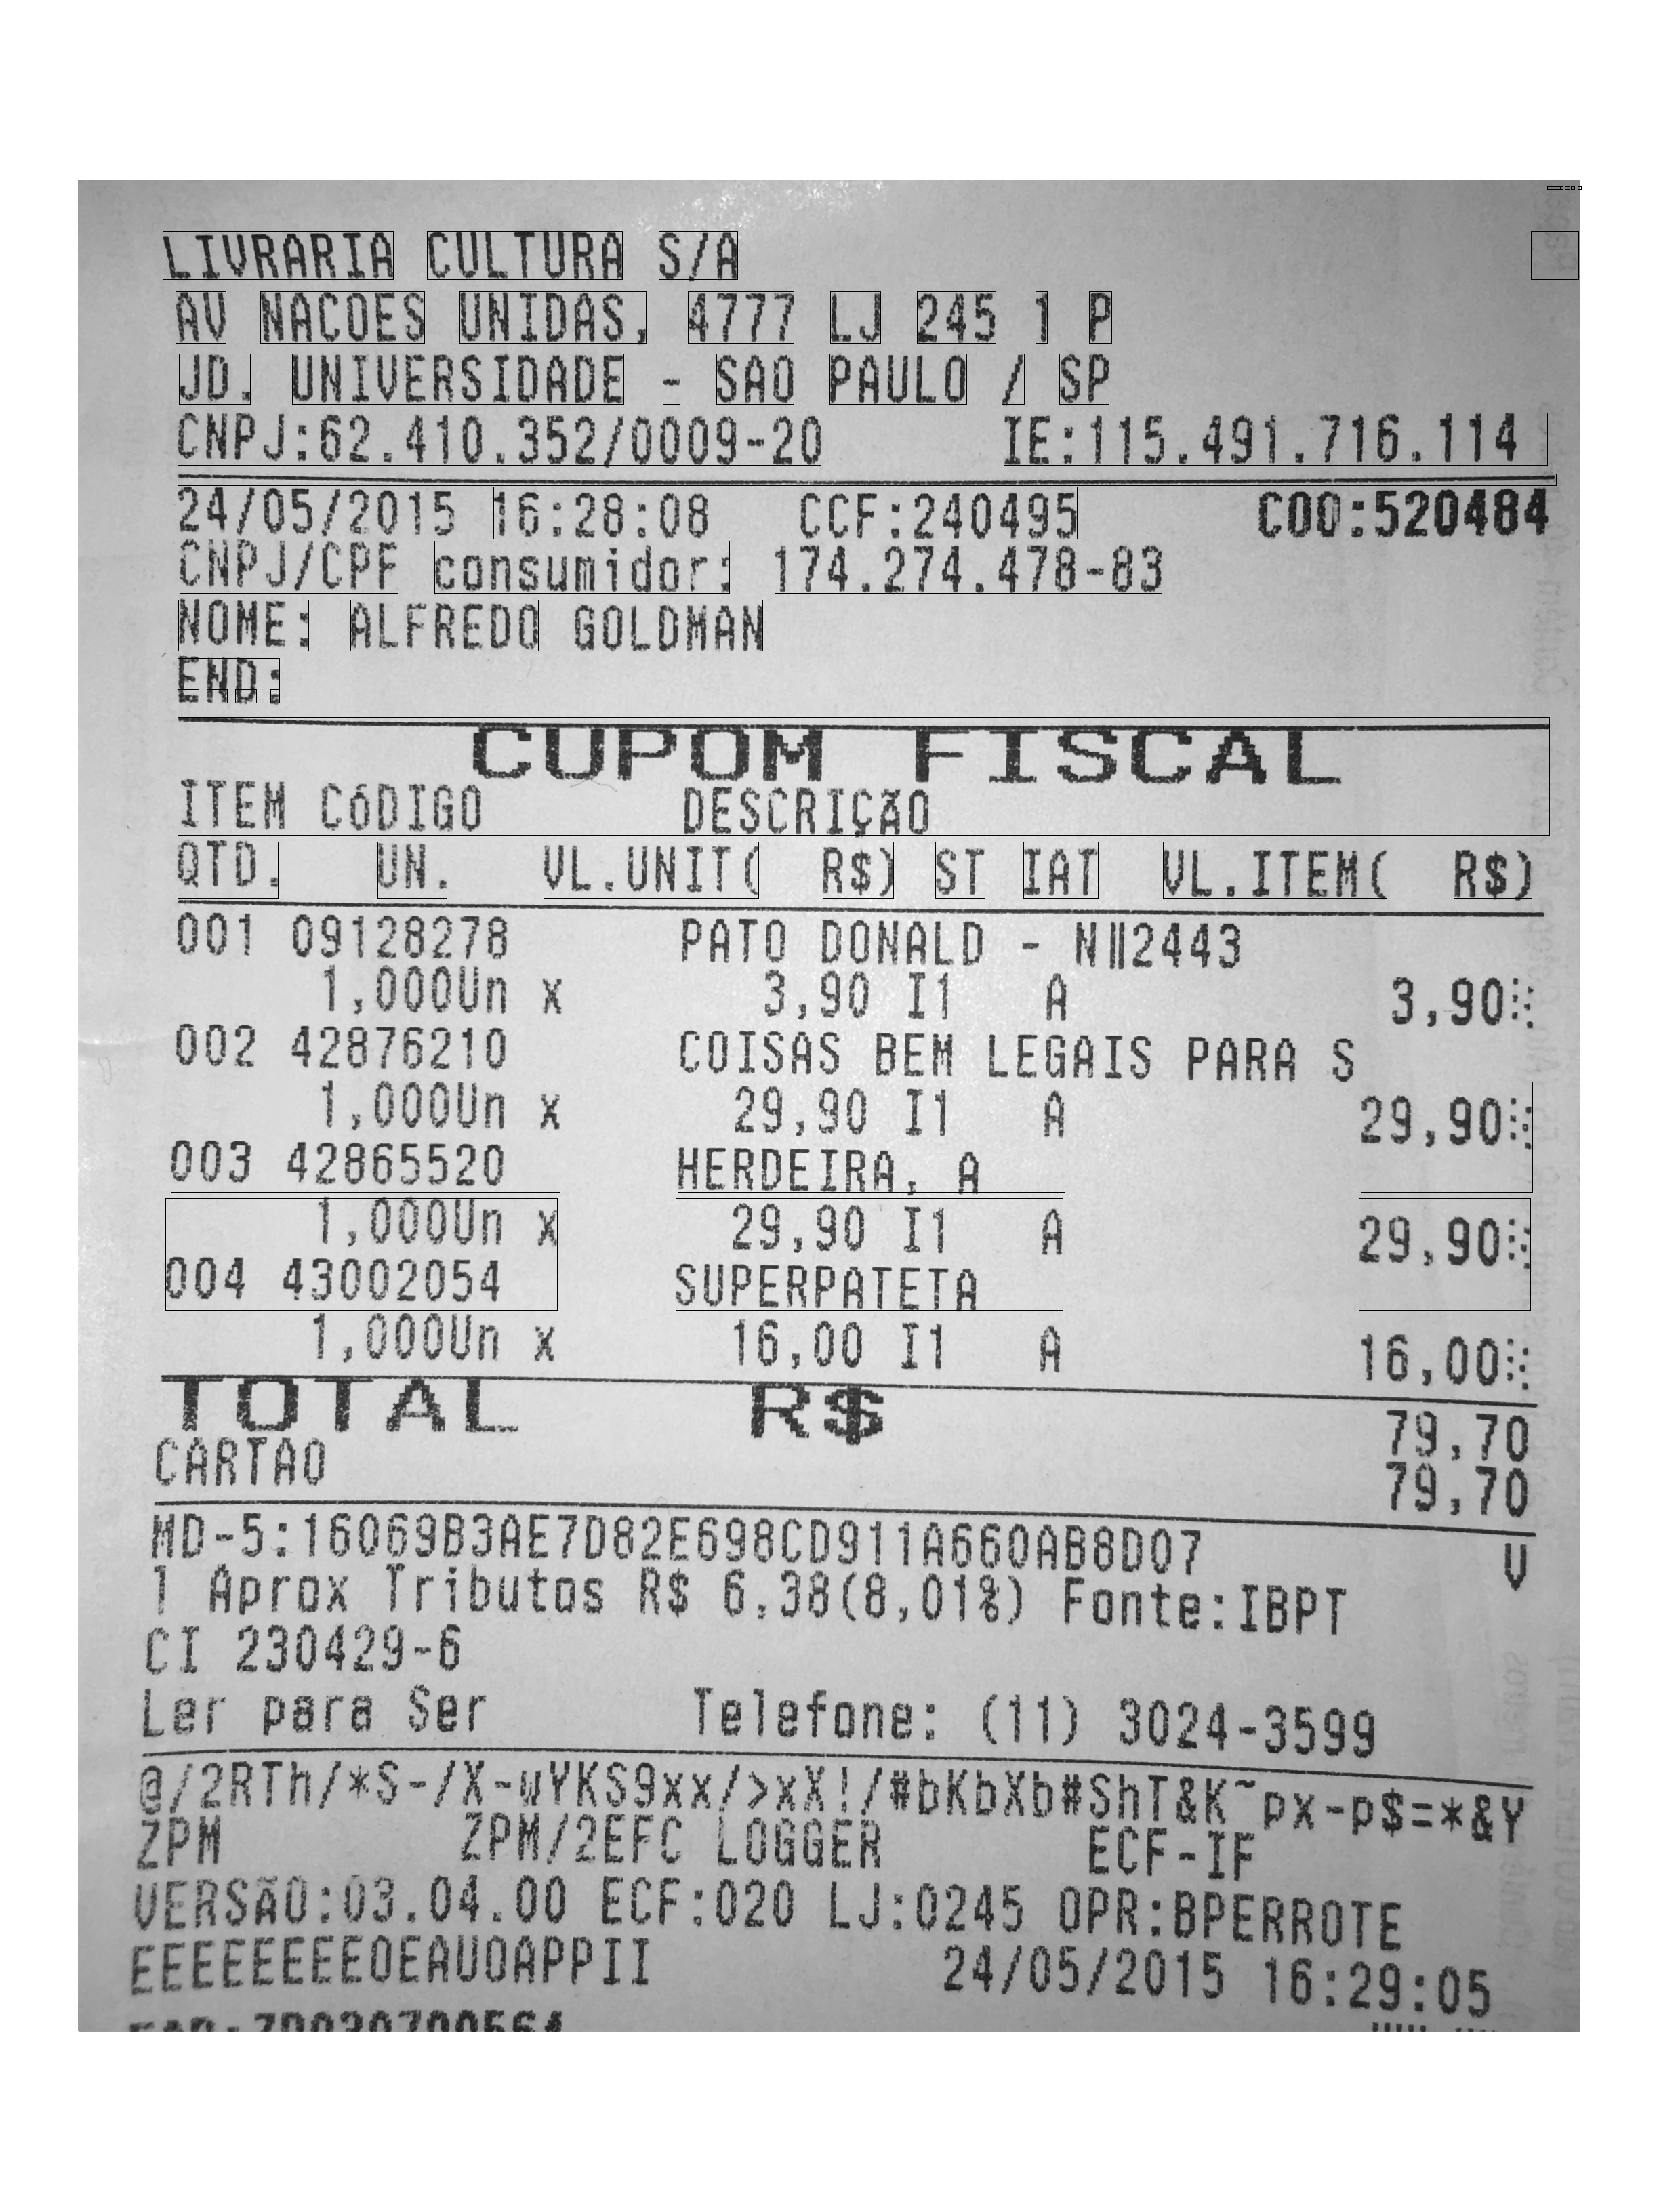 LIVRARIA CULTURA S/A
AV NACOES UNIDAS, 4777 LJ 245 1 P
JD. UNIVERSIDADE - SAO PAULO / SP
CNPJ:62.410.352/0009-20 IE:115.491.716.114
24/05/2015 16:28:08 CCF:240495 COO:520484
CNPJ/CPF consumidor: 174.274.478-83
NOME: ALFREDO GOLDMAN
END:
CUPOM FISCAL
ITEM CóDIGO DESCRIÇãO
QTD. UN. VL.UNIT( R$) ST IAT VL.ITEM( R$)
001 09128278 PATO DONALD - N‖2443
1,000Un x 3,90 I1 A 3,90
002 42876210 COISAS BEM LEGAIS PARA S
1,000Un x 29,90 I1 A 29,90
003 42865520 HERDEIRA, A
1,000Un x 29,90 I1 A 29,90
004 43002054 SUPERPATETA
1,000Un x 16,00 I1 A 16,00
TOTAL R$ 79,70
CARTAO 79,70
MD-5:16069B3AE7D82E698CD911A660AB8D07 V
1 Aprox Tributos R$ 6,38(8,01%) Fonte:IBPT
CI 230429-6
Ler para Ser Telefone: (11) 3024-3599
@/2RTh/*S-/X-wYKS9xx/>xX!/#bKbXb#ShT&K~px-p$=*&Y
ZPM ZPM/2EFC LOGGER ECF-IF
VERSãO:03.04.00 ECF:020 LJ:0245 OPR:BPERROTE
EEEEEEEEOEAUOAPPII 24/05/2015 16:29:05